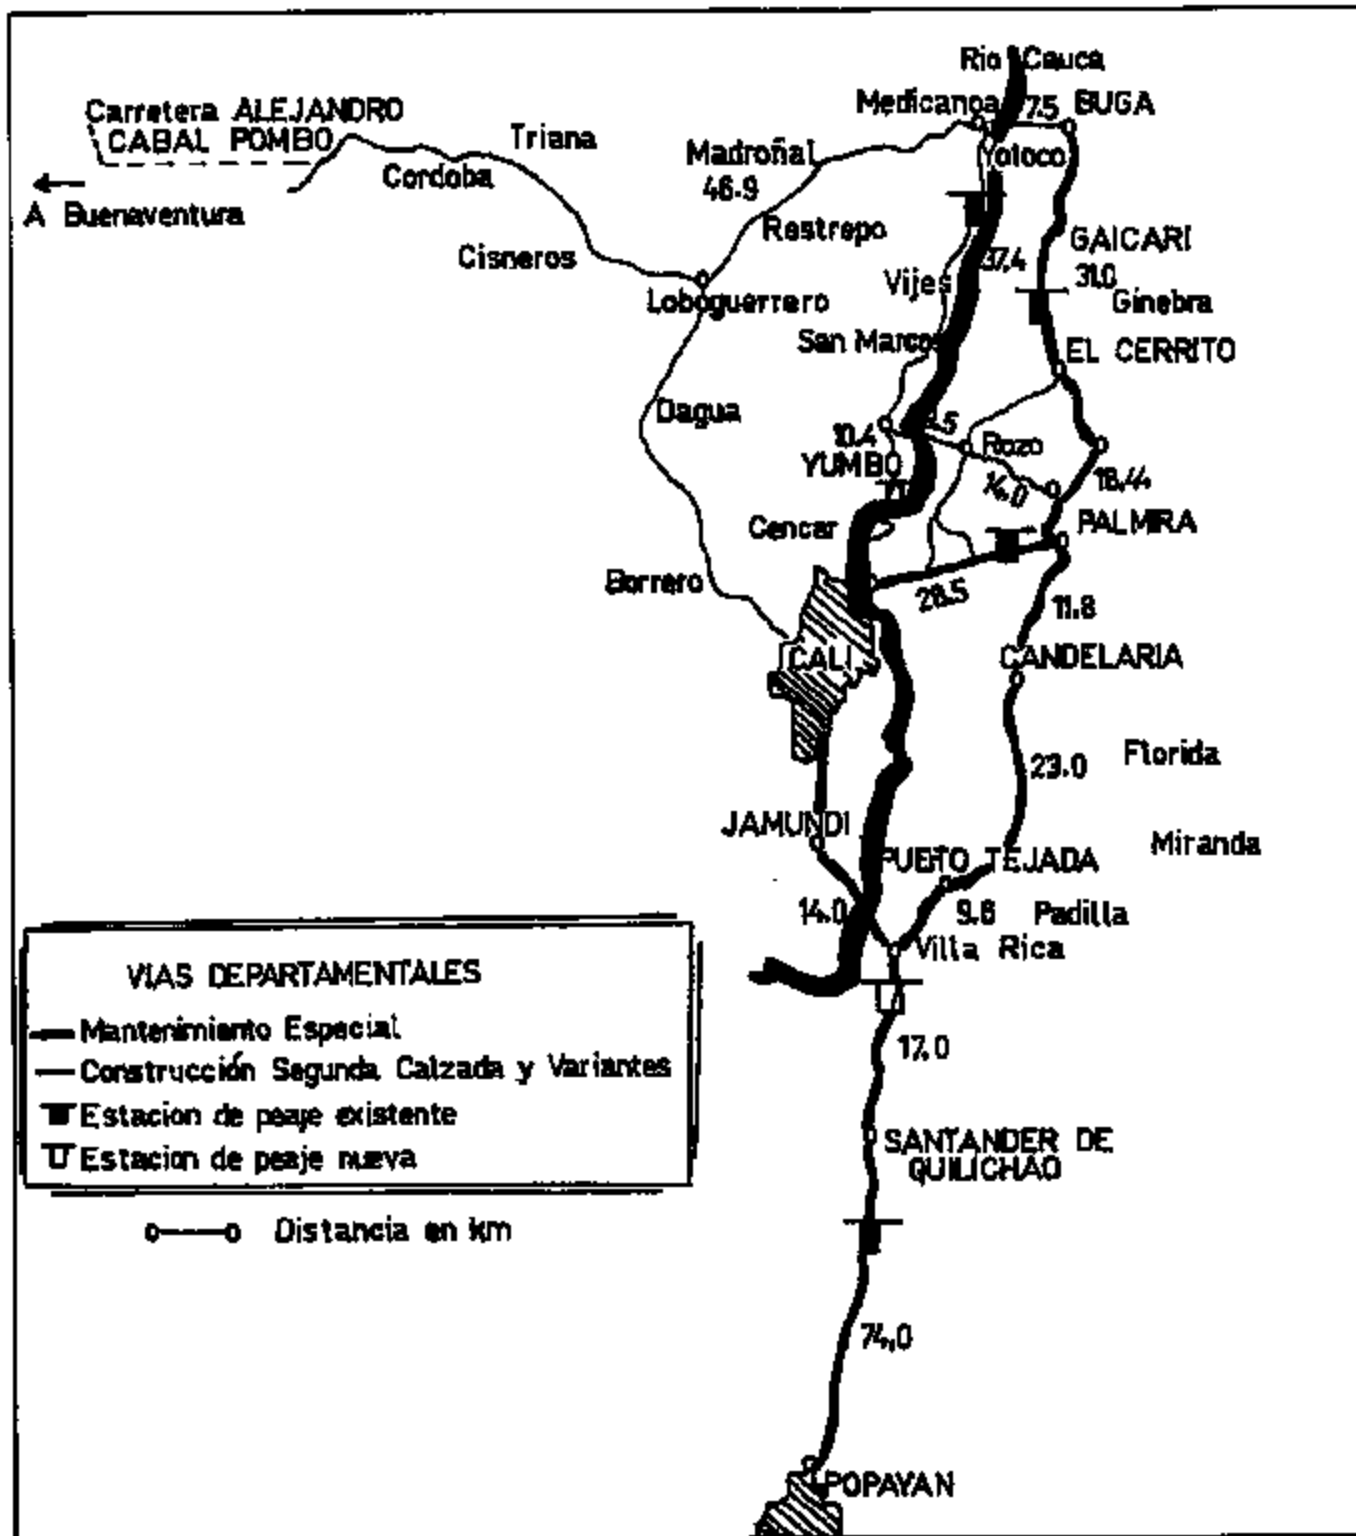 Rio Cauca
Medicanoa 7.5 BUGA
Carretera ALEJANDRO
CABAL POMBO
Triana
Madroñal
Yotoco
Cordoba
46.9
A Buenaventura
Restrepo
GAICARI
Cisneros
37.4
31.0
Vijes
Ginebra
Loboguerrero
San Marcos
EL CERRITO
Dagua
10.4
Rozo
YUMBO
14.0
18.44
Cencar
PALMIRA
Borrero
28.5
11.8
CALI
CANDELARIA
23.0
Florida
JAMUNDI
PUETO TEJADA
Miranda
14.0
9.6
Padilla
Villa Rica
VIAS DEPARTAMENTALES
Mantenimiento Especial
Construcción Segunda Calzada y Variantes
Estacion de peaje existente
Estacion de peaje nueva
Distancia en km
17.0
SANTANDER DE
QUILICHAO
74.0
POPAYAN